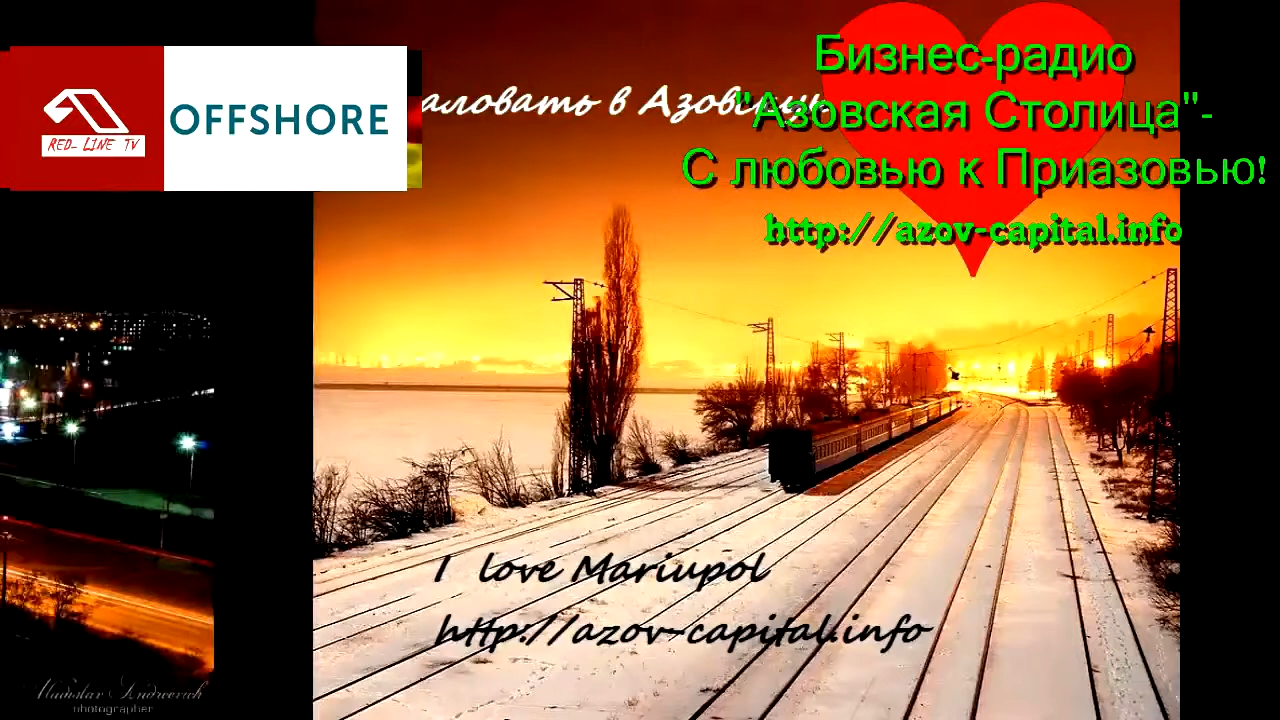 Бизнес-радио
"Азовская Столица"-
С любовью к Приазовью!
http://azov-capital.info
RED-LINE TV
OFFSHORE
в
I love Mariupol
http://azov-capital.info
photographer